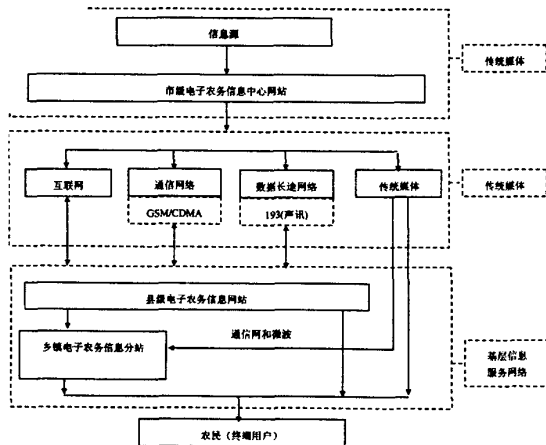 信息源
传统媒体
市级电子农务信息中心网站
互联网
通信网络
数据长途网络
传统媒体
传统媒体
GSM/CDMA
193(声讯)
县级电子农务信息网站
通信网和微波
乡镇电子农务信息分站
基层信息
服务网络
农民（终端用户）